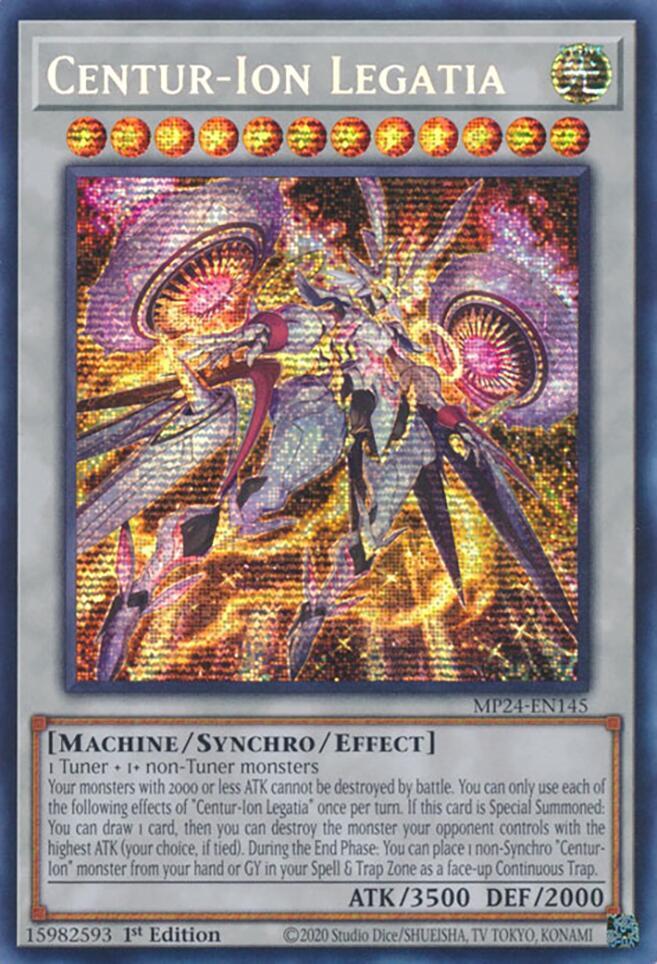 Centur-Ion Legatia
MP24-EN145
[Machine/Synchro/Effect]
1 Tuner + 1+ non-Tuner monsters
Your monsters with 2000 or less ATK cannot be destroyed by battle. You can only use each of
the following effects of "Centur-Ion Legatia" once per turn. If this card is Special Summoned:
You can draw 1 card, then you can destroy the monster your opponent controls with the
highest ATK (your choice, if tied). During the End Phase: You can place 1 non-Synchro "Centur-
Ion" monster from your hand or GY in your Spell & Trap Zone as a face-up Continuous Trap.
ATK/3500 DEF/2000
15982593 1st Edition ©2020 Studio Dice/SHUEISHA, TV TOKYO, KONAMI